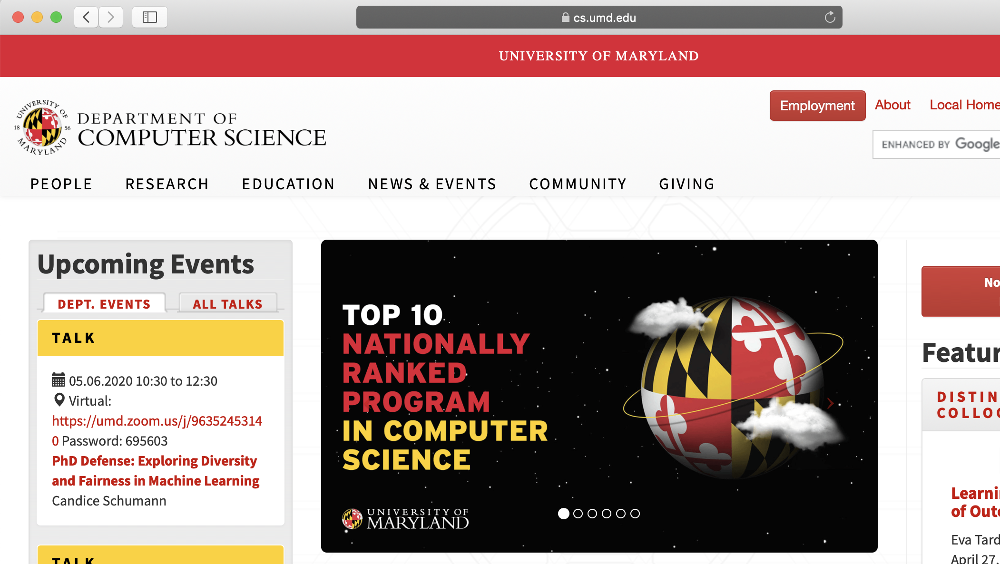 cs.umd.edu
UNIVERSITY OF MARYLAND
UNIVERSITY OF
18 56
MARYLAND
DEPARTMENT OF
COMPUTER SCIENCE
Employment About Local Home
ENHANCED BY Google
PEOPLE RESEARCH EDUCATION NEWS & EVENTS COMMUNITY GIVING
Upcoming Events
DEPT. EVENTS ALL TALKS
TALK
05.06.2020 10:30 to 12:30
Virtual:
https://umd.zoom.us/j/9635245314
0 Password: 695603
PhD Defense: Exploring Diversity
and Fairness in Machine Learning
Candice Schumann
TALK
TOP 10
NATIONALLY
RANKED
PROGRAM
IN COMPUTER
SCIENCE
UNIVERSITY OF
MARYLAND
No
Featur
DISTIN
COLLOQ
Learni
of Outc
Eva Tard
April 27,